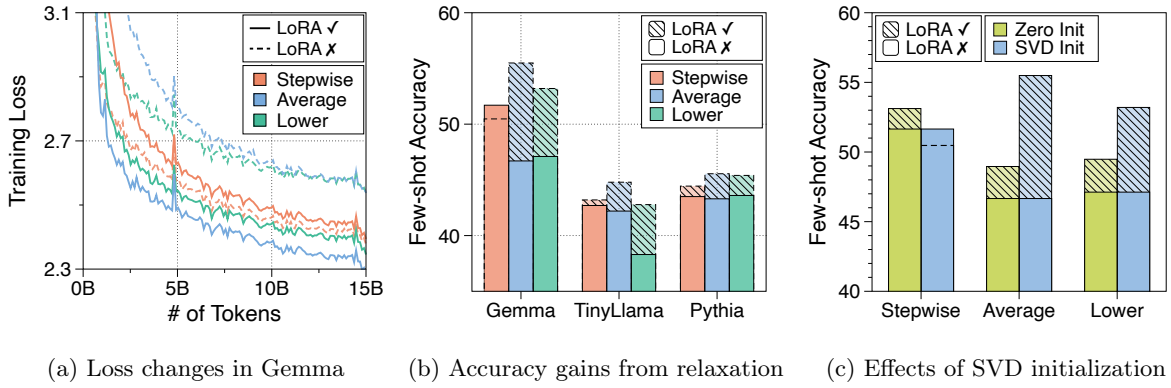 3.1
2.7
2.3
Training Loss
0B
5B
10B
15B
# of Tokens
LoRA ✓
LoRA ✗
Stepwise
Average
Lower
(a) Loss changes in Gemma
60
50
40
Few-shot Accuracy
LoRA ✓
LoRA ✗
Stepwise
Average
Lower
Gemma
TinyLlama
Pythia
(b) Accuracy gains from relaxation
60
55
50
45
40
Few-shot Accuracy
LoRA ✓
LoRA ✗
Zero Init
SVD Init
Stepwise
Average
Lower
(c) Effects of SVD initialization